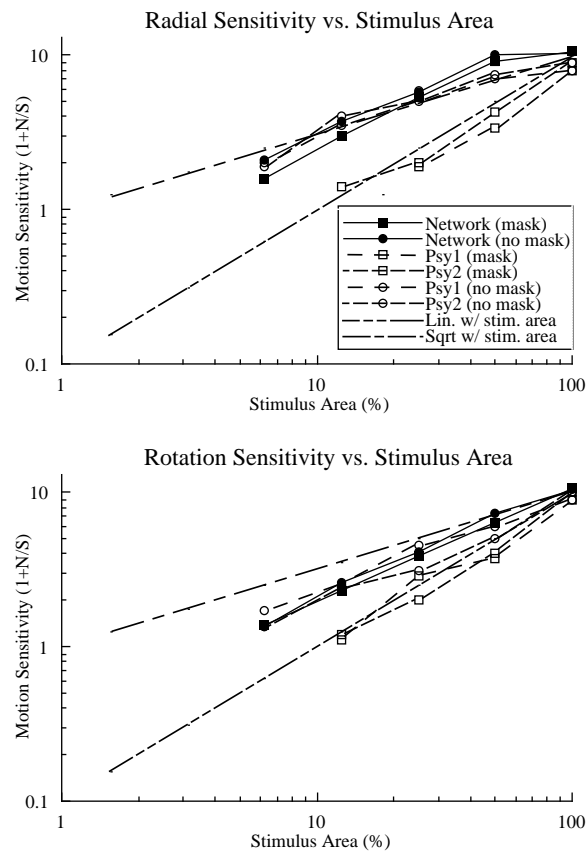 Radial Sensitivity vs. Stimulus Area
10
1
0.1
Motion Sensitivity (1+N/S)
Network (mask)
Network (no mask)
Psy1 (mask)
Psy2 (mask)
Psy1 (no mask)
Psy2 (no mask)
Lin. w/ stim. area
Sqrt w/ stim. area
1 10 100
Stimulus Area (%)
Rotation Sensitivity vs. Stimulus Area
10
1
0.1
Motion Sensitivity (1+N/S)
1 10 100
Stimulus Area (%)